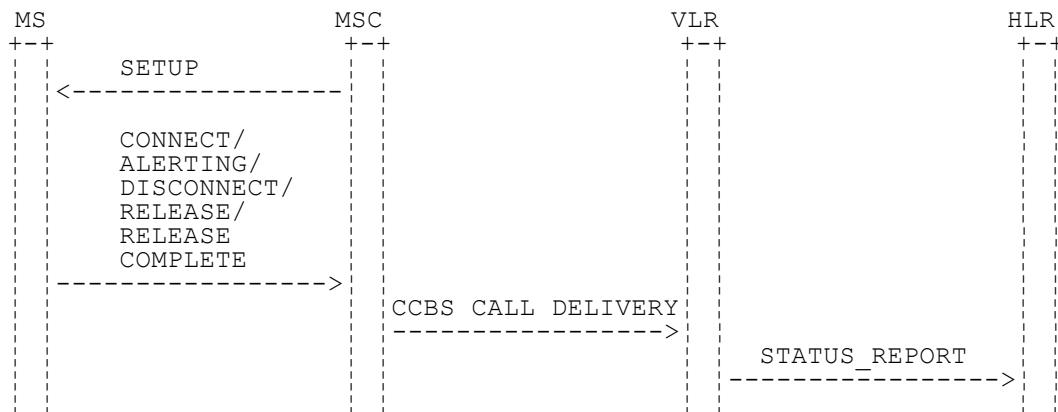 MS MSC VLR HLR
SETUP
CONNECT/
ALERTING/
DISCONNECT/
RELEASE/
RELEASE
COMPLETE
CCBS CALL DELIVERY
STATUS_REPORT